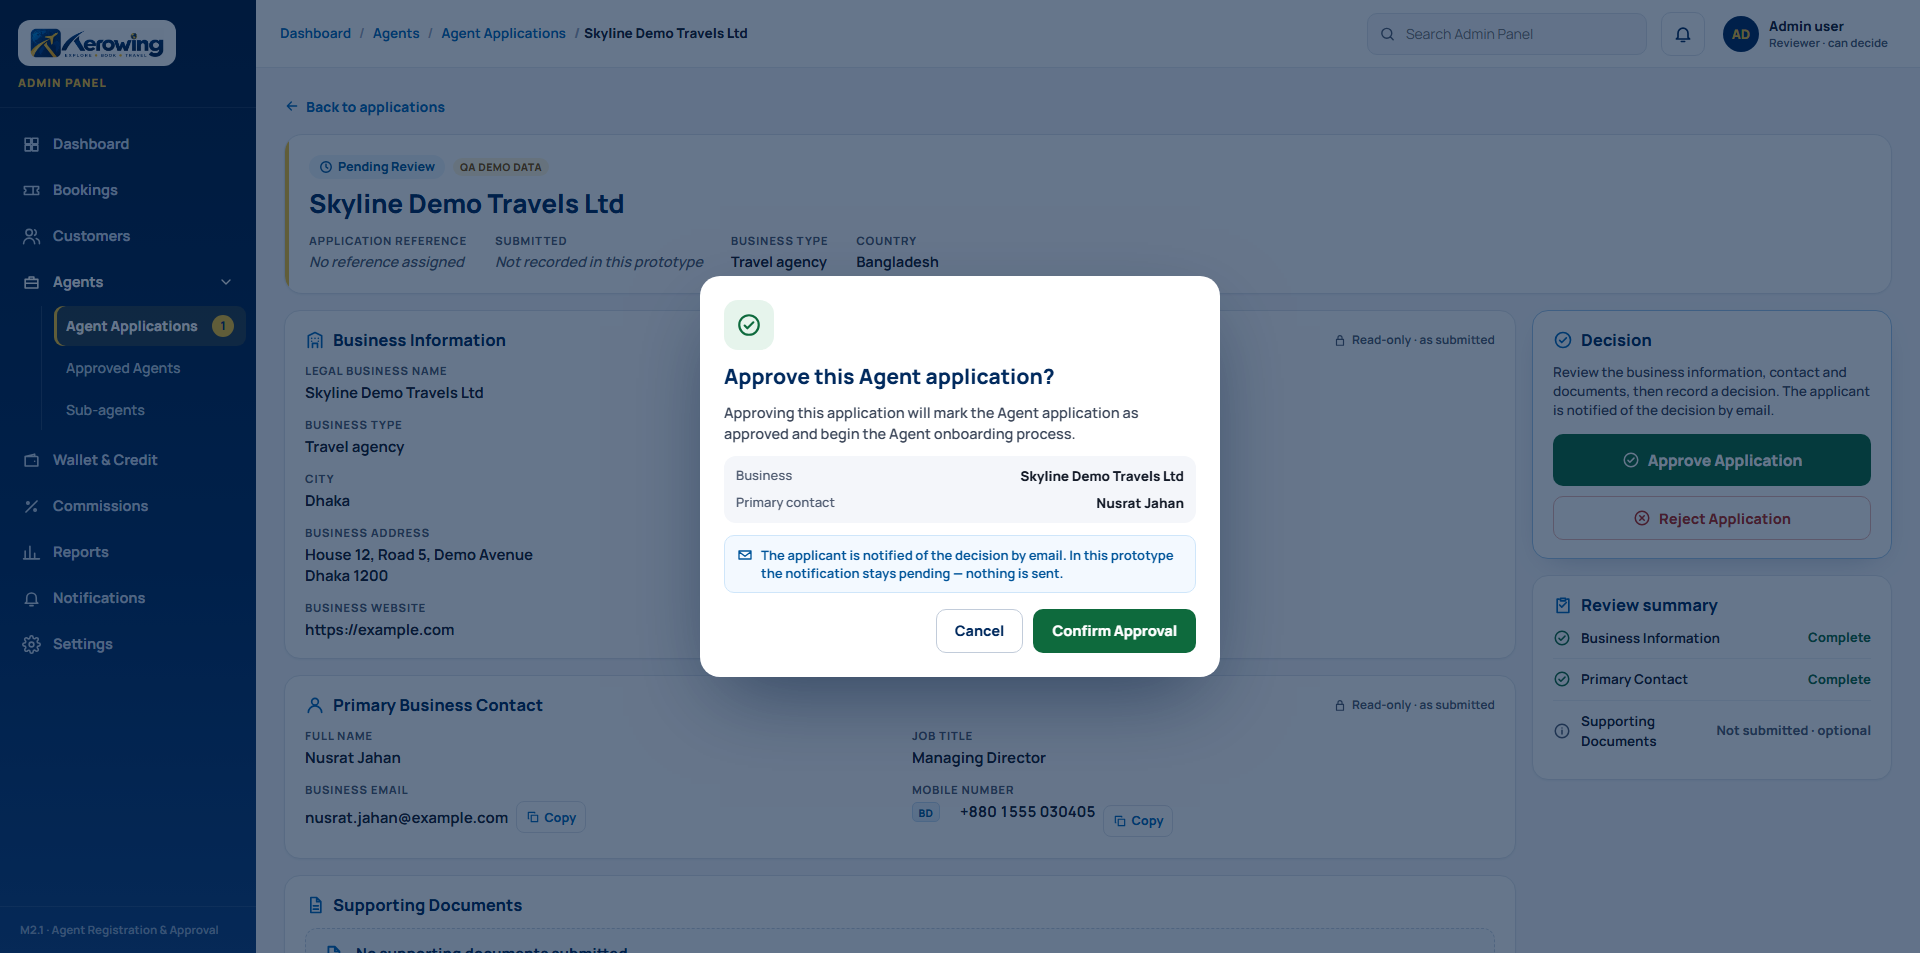 Aerowing
EXPLORE • BOOK • TRAVEL
ADMIN PANEL
Dashboard
Bookings
Customers
Agents
Agent Applications 1
Approved Agents
Sub-agents
Wallet & Credit
Commissions
Reports
Notifications
Settings
M2.1 · Agent Registration & Approval
Dashboard / Agents / Agent Applications / Skyline Demo Travels Ltd
Search Admin Panel
AD
Admin user
Reviewer · can decide
Back to applications
Pending Review
QA DEMO DATA
Skyline Demo Travels Ltd
APPLICATION REFERENCE
No reference assigned
SUBMITTED
Not recorded in this prototype
BUSINESS TYPE
Travel agency
COUNTRY
Bangladesh
Business Information
Read-only · as submitted
LEGAL BUSINESS NAME
Skyline Demo Travels Ltd
BUSINESS TYPE
Travel agency
CITY
Dhaka
BUSINESS ADDRESS
House 12, Road 5, Demo Avenue
Dhaka 1200
BUSINESS WEBSITE
https://example.com
Approve this Agent application?
Approving this application will mark the Agent application as
approved and begin the Agent onboarding process.
Business Skyline Demo Travels Ltd
Primary contact Nusrat Jahan
The applicant is notified of the decision by email. In this prototype
the notification stays pending — nothing is sent.
Cancel
Confirm Approval
Primary Business Contact
Read-only · as submitted
FULL NAME
Nusrat Jahan
JOB TITLE
Managing Director
BUSINESS EMAIL
nusrat.jahan@example.com Copy
MOBILE NUMBER
BD +880 1555 030405 Copy
Supporting Documents
No supporting documents submitted
Decision
Review the business information, contact and
documents, then record a decision. The applicant
is notified of the decision by email.
Approve Application
Reject Application
Review summary
Business Information Complete
Primary Contact Complete
Supporting
Documents
Not submitted · optional